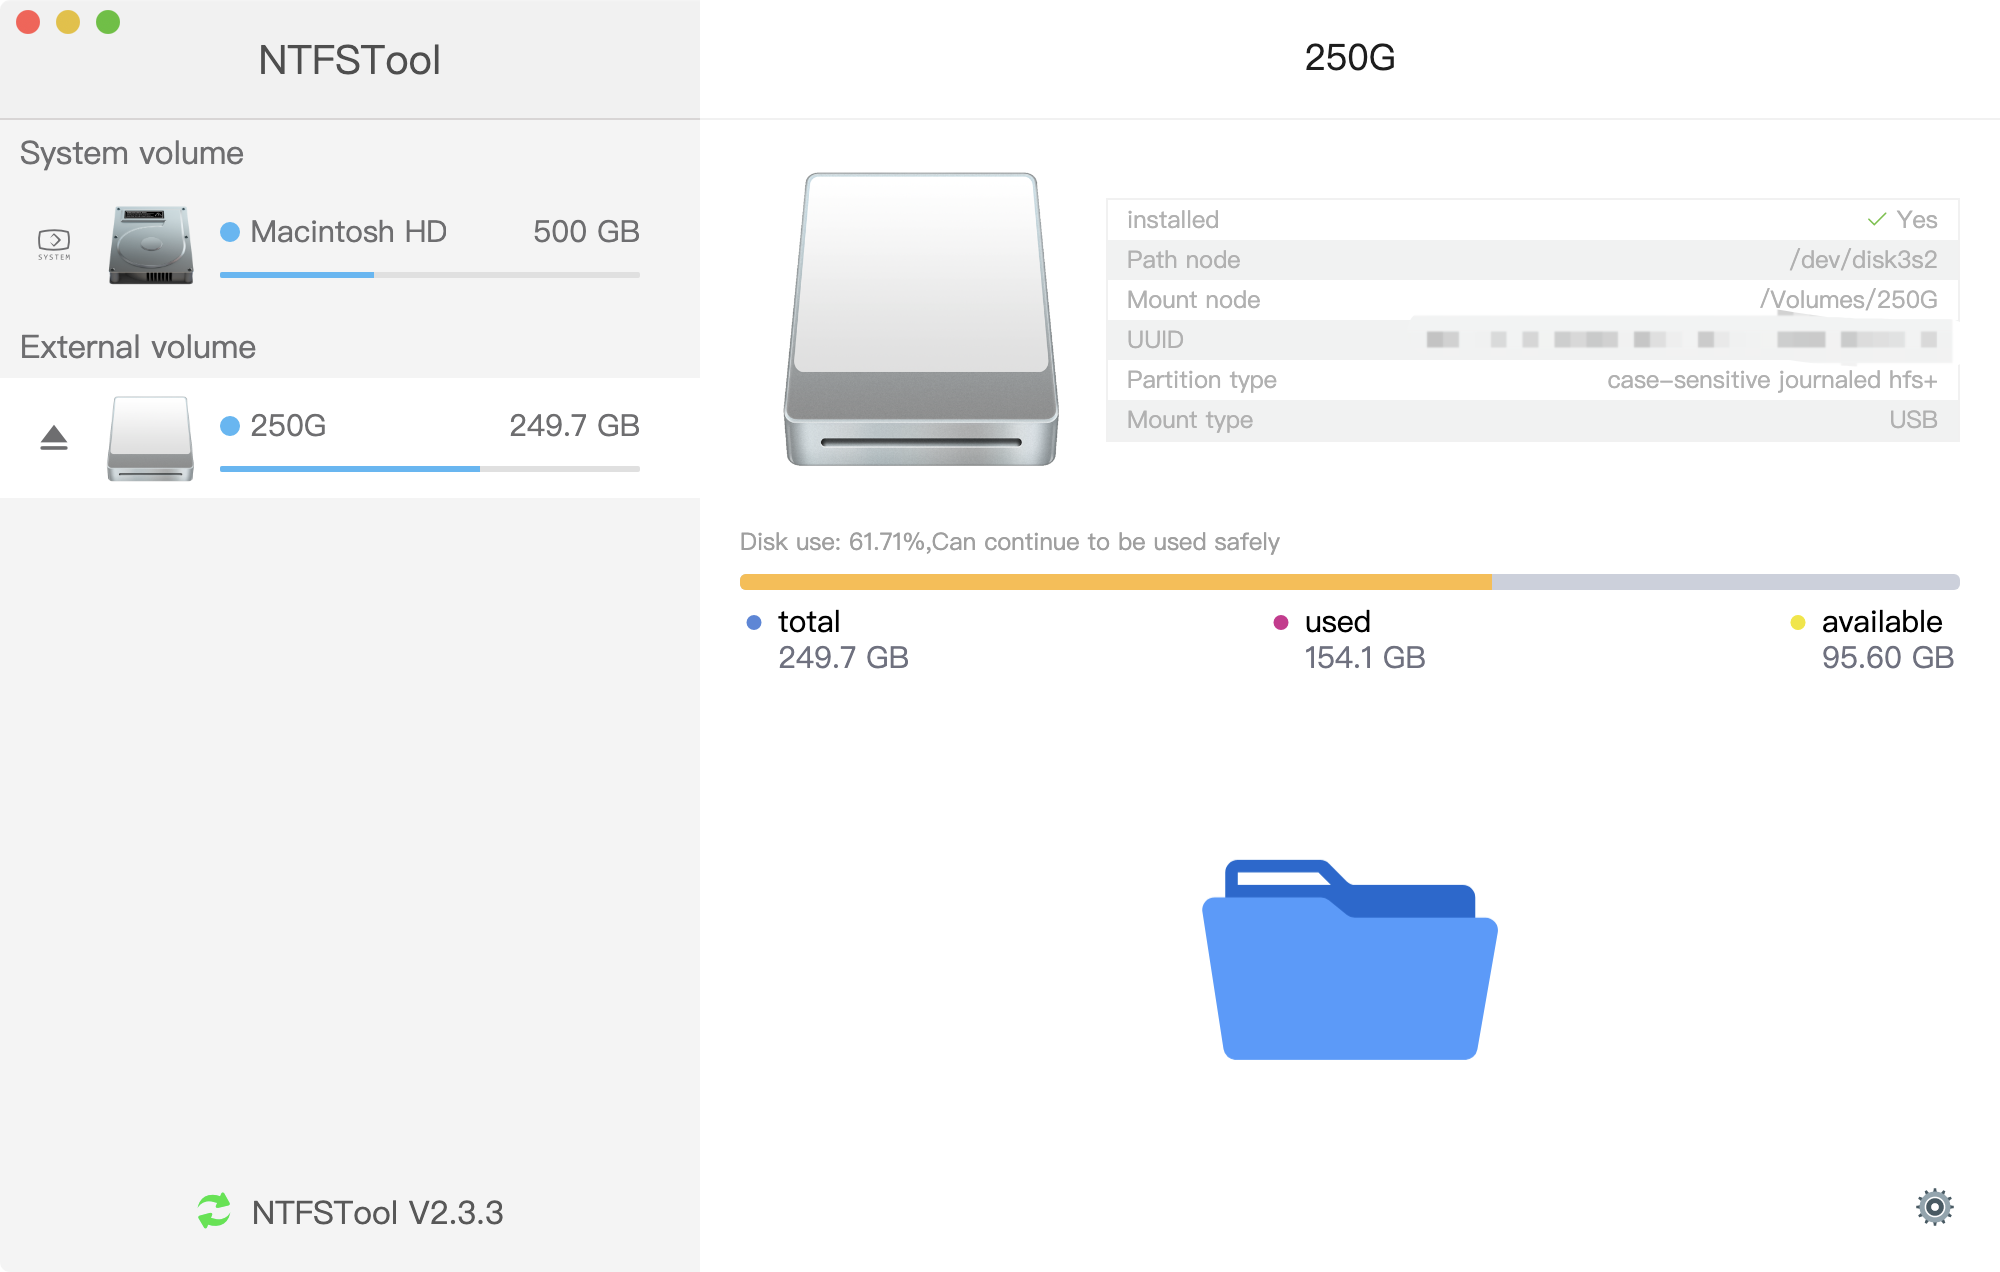 NTFSTool
System volume
SYSTEM
Macintosh HD 500 GB
External volume
250G 249.7 GB
NTFSTool V2.3.3
250G
installed Yes
Path node /dev/disk3s2
Mount node /Volumes/250G
UUID
Partition type case-sensitive journaled hfs+
Mount type USB
Disk use: 61.71%,Can continue to be used safely
total used available
249.7 GB 154.1 GB 95.60 GB